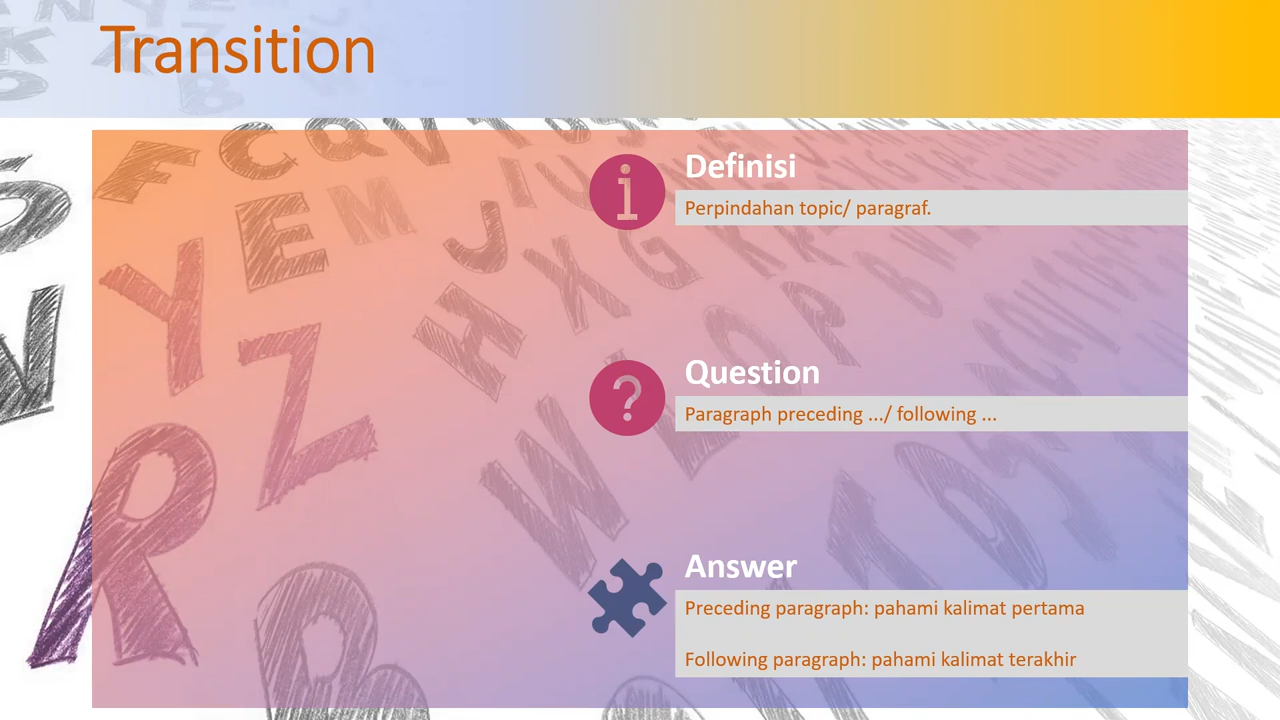 Transition
Definisi
Perpindahan topic/ paragraf.
Question
Paragraph preceding .../ following ...
Answer
Preceding paragraph: pahami kalimat pertama
Following paragraph: pahami kalimat terakhir